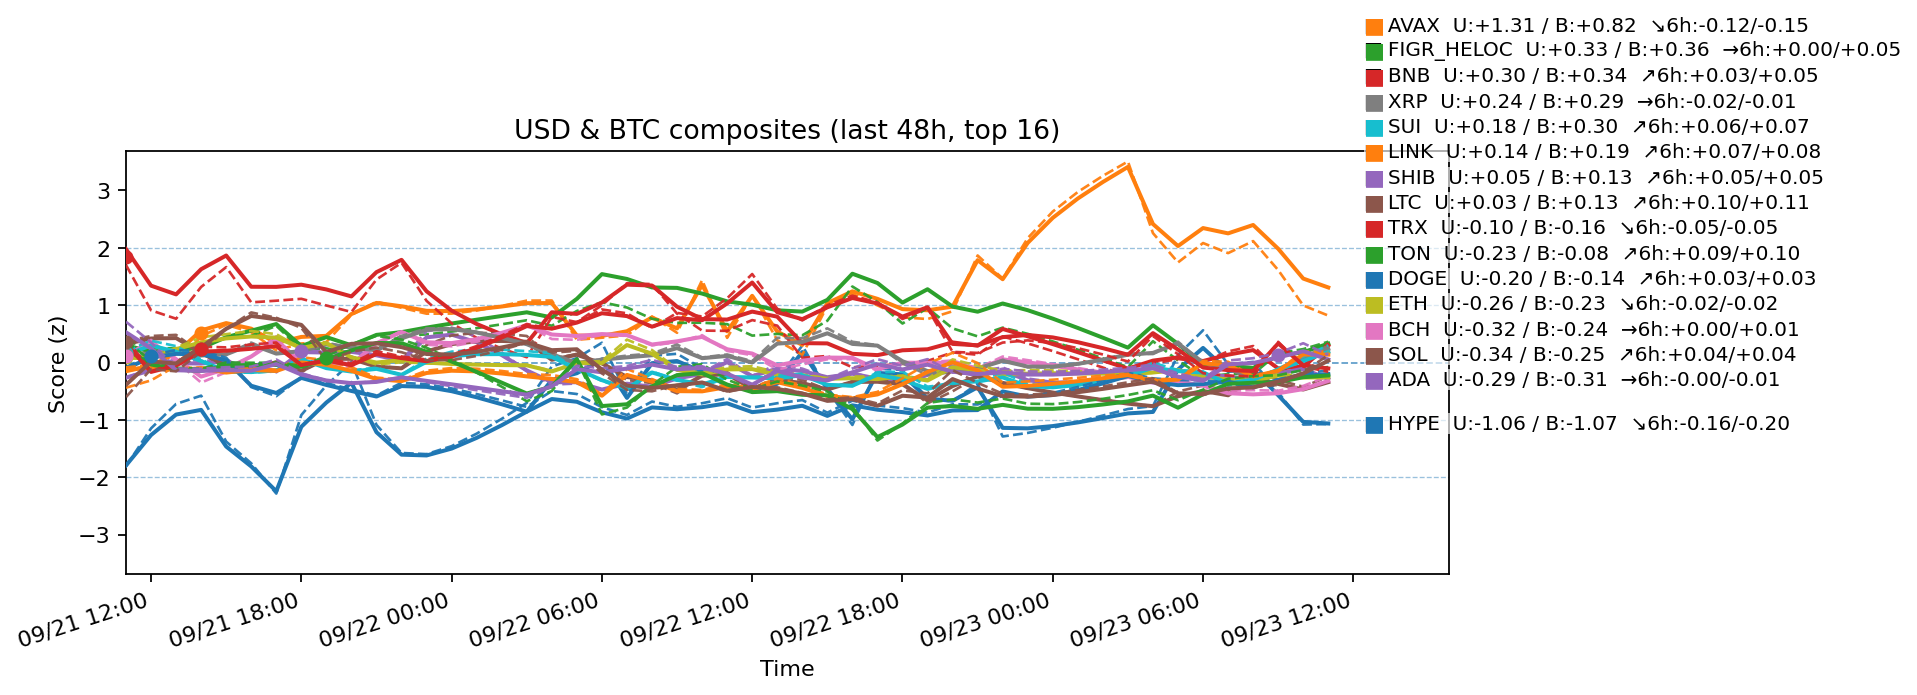 AVAX  U:+1.31 / B:+0.82  ↘6h:-0.12/-0.15
FIGR_HELOC  U:+0.33 / B:+0.36  →6h:+0.00/+0.05
BNB  U:+0.30 / B:+0.34  ↗6h:+0.03/+0.05
XRP  U:+0.24 / B:+0.29  →6h:-0.02/-0.01
SUI  U:+0.18 / B:+0.30  ↗6h:+0.06/+0.07
LINK  U:+0.14 / B:+0.19  ↗6h:+0.07/+0.08
SHIB  U:+0.05 / B:+0.13  ↗6h:+0.05/+0.05
LTC  U:+0.03 / B:+0.13  ↗6h:+0.10/+0.11
TRX  U:-0.10 / B:-0.16  ↘6h:-0.05/-0.05
TON  U:-0.23 / B:-0.08  ↗6h:+0.09/+0.10
DOGE  U:-0.20 / B:-0.14  ↗6h:+0.03/+0.03
ETH  U:-0.26 / B:-0.23  ↘6h:-0.02/-0.02
BCH  U:-0.32 / B:-0.24  →6h:+0.00/+0.01
SOL  U:-0.34 / B:-0.25  ↗6h:+0.04/+0.04
ADA  U:-0.29 / B:-0.31  →6h:-0.00/-0.01
HYPE  U:-1.06 / B:-1.07  ↘6h:-0.16/-0.20
USD & BTC composites (last 48h, top 16)
Score (z)
3
2
1
0
−1
−2
−3
09/21 12:00
09/21 18:00
09/22 00:00
09/22 06:00
09/22 12:00
09/22 18:00
09/23 00:00
09/23 06:00
09/23 12:00
Time